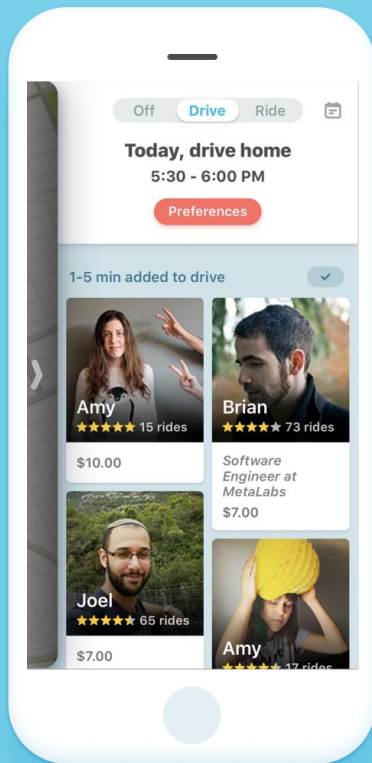 Off Drive Ride
Today, drive home
5:30 - 6:00 PM
Preferences
1-5 min added to drive
Amy
15 rides
$10.00
Brian
73 rides
Software
Engineer at
MetaLabs
$7.00
Joel
65 rides
$7.00
Amy
17 rides